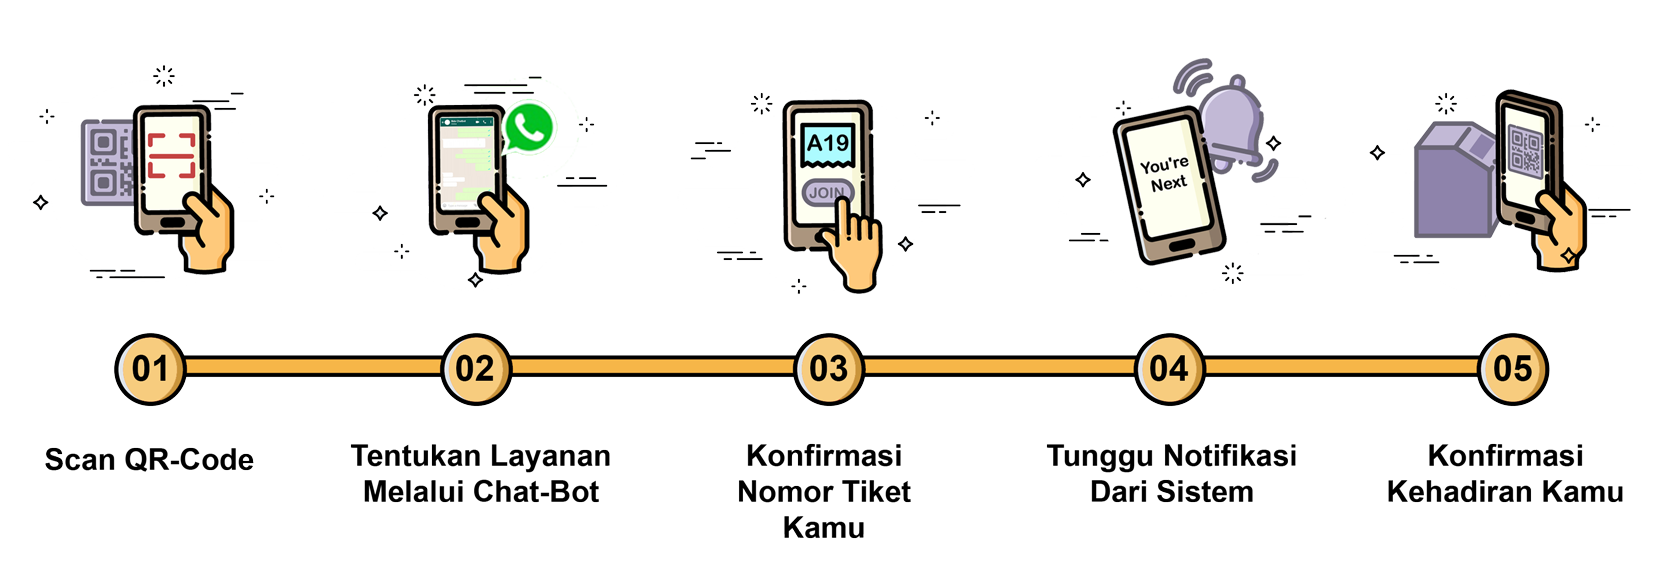 A19
JOIN
You're
Next
01
02
03
04
05
Scan QR-Code
Tentukan Layanan
Melalui Chat-Bot
Konfirmasi
Nomor Tiket
Kamu
Tunggu Notifikasi
Dari Sistem
Konfirmasi
Kehadiran Kamu